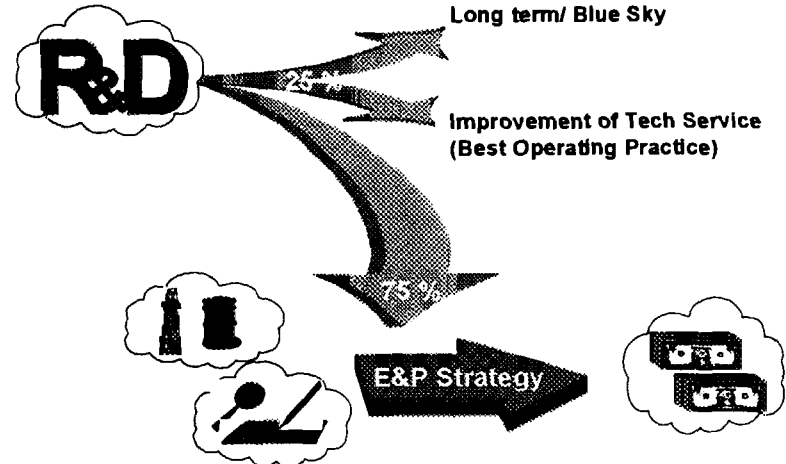 R&D
Long term/ Blue Sky
25 %
Improvement of Tech Service
(Best Operating Practice)
75 %
E&P Strategy